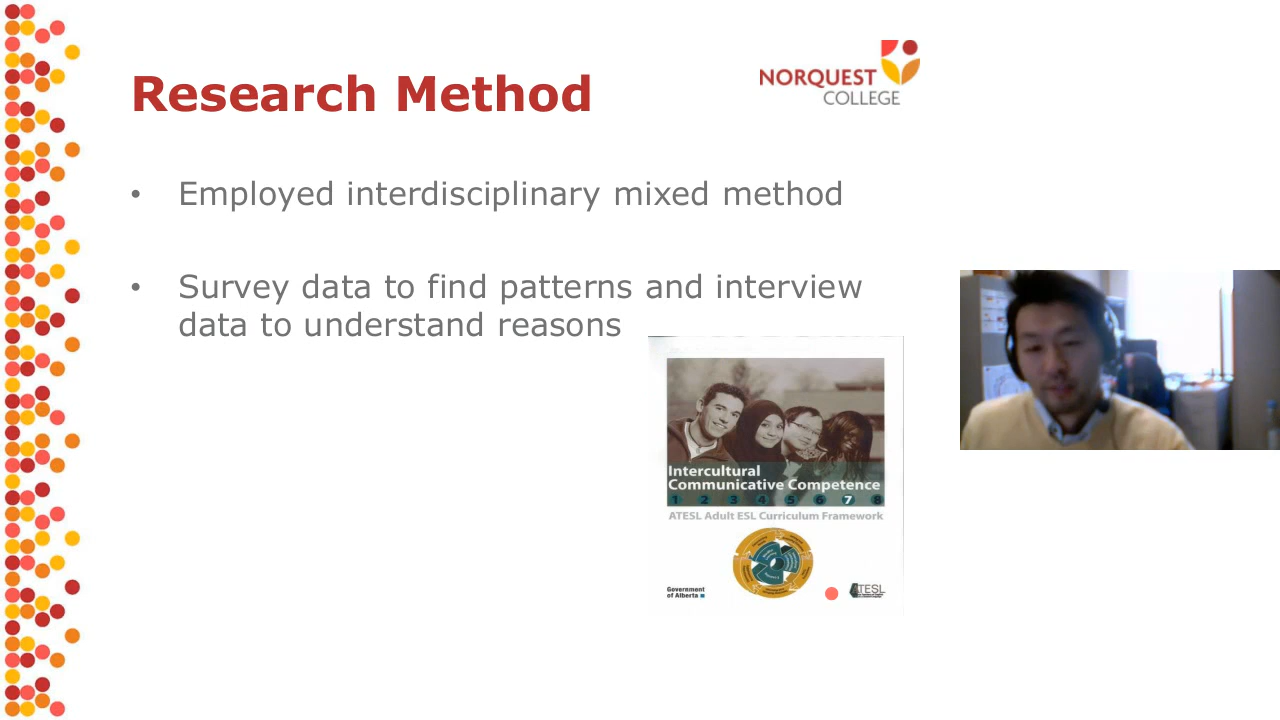 Research Method
NORQUEST
COLLEGE
• Employed interdisciplinary mixed method
• Survey data to find patterns and interview
data to understand reasons
Intercultural
Communicative Competence
1 2 3 4 5 6 7 8
ATESL Adult ESL Curriculum Framework
Government
of Alberta
ATESL